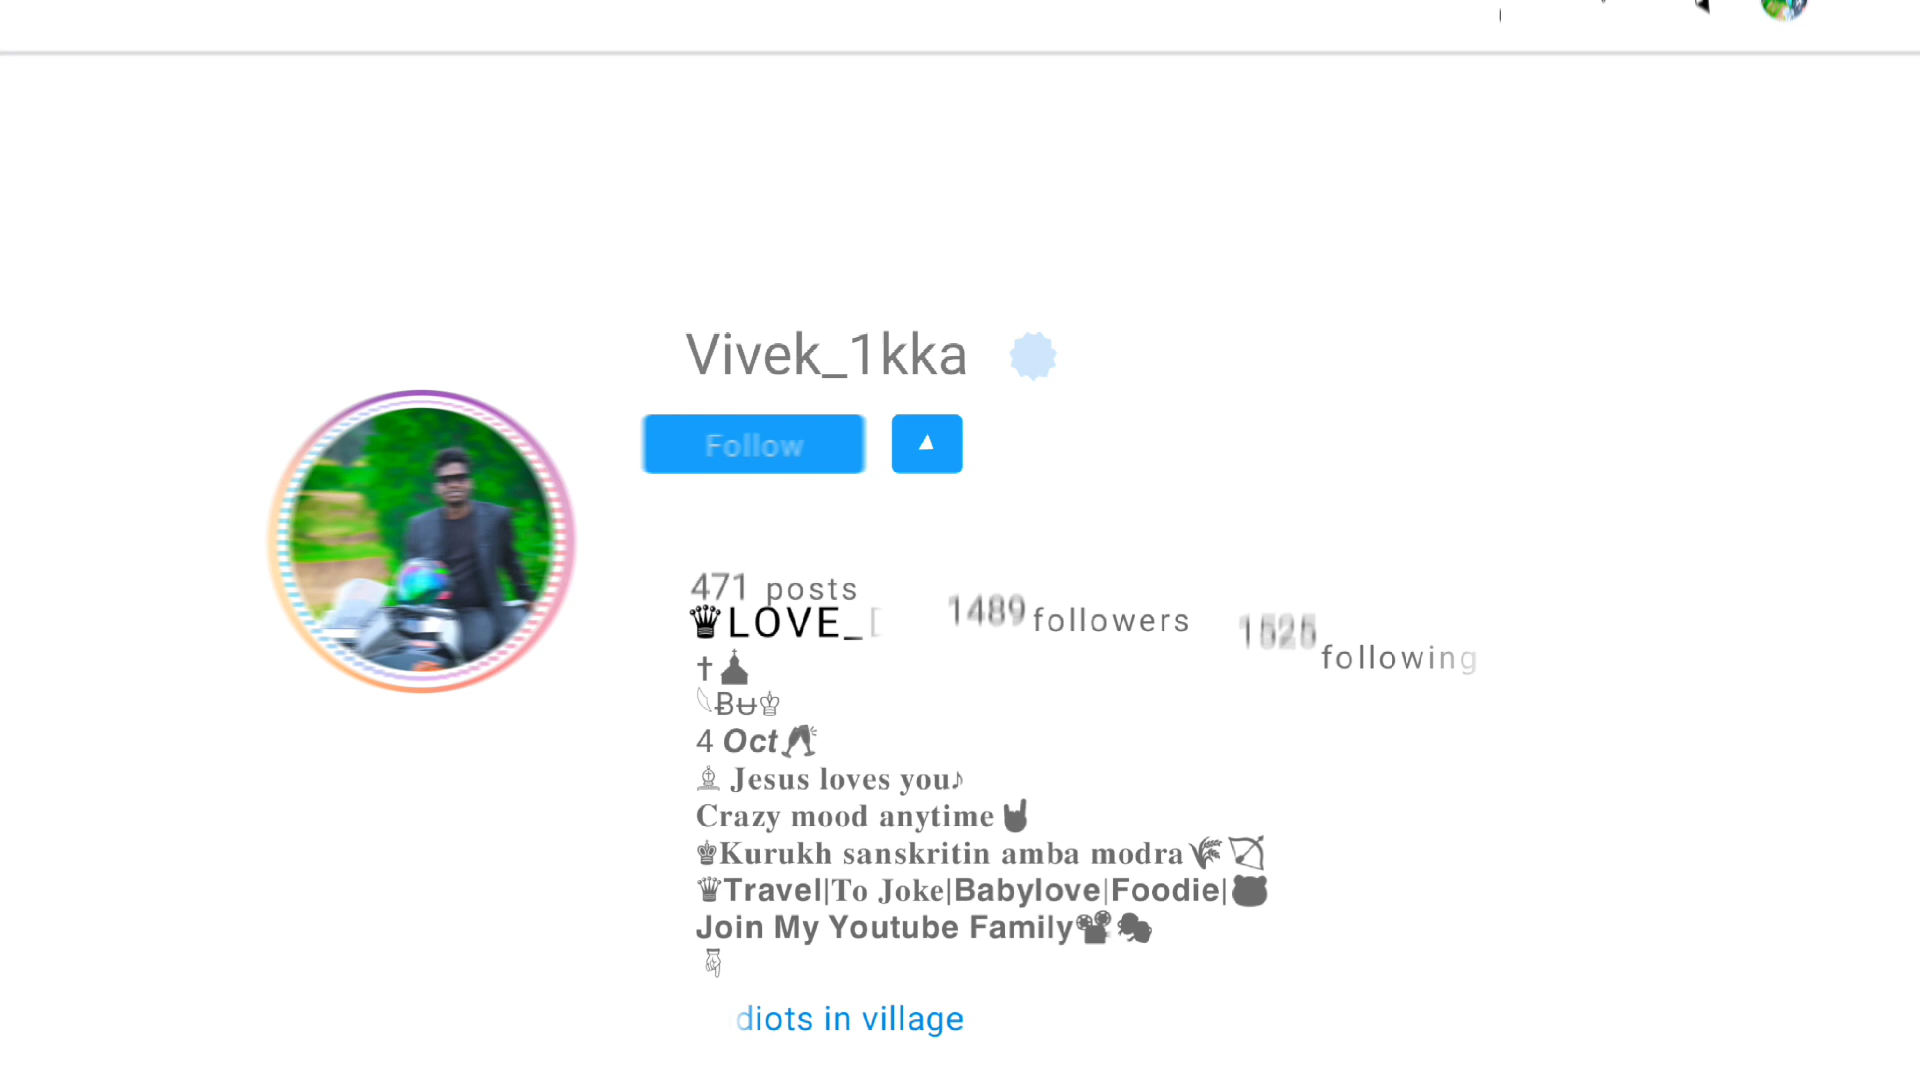 Vivek_1kka
Follow
471 posts
1489 followers
1525 following
♛LOVE_
✝⛪
Ƀʉ♔
4 Oct🥂
♗ Jesus loves you♪
Crazy mood anytime🤘
♚Kurukh sanskritin amba modra🌾🏹
♛Travel|To Joke|Babylove|Foodie|🐻
Join My Youtube Family📽🎭
☟
diots in village